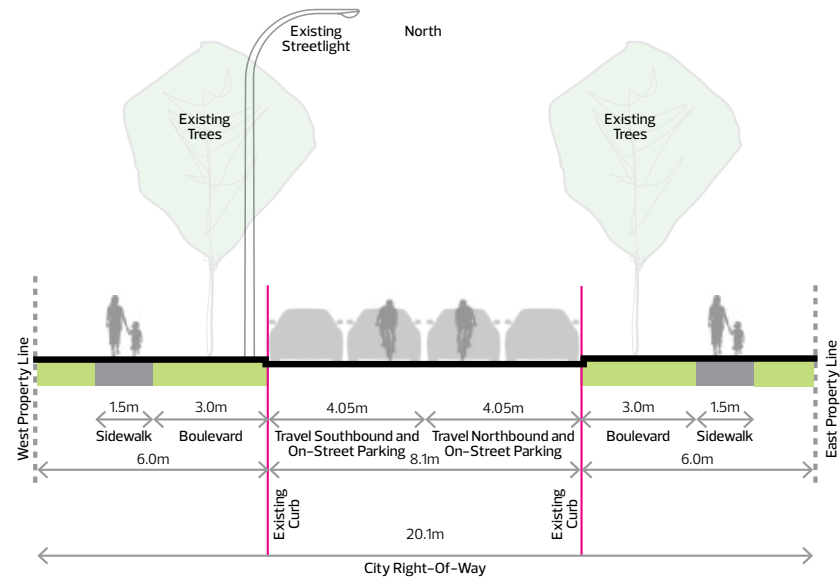 Existing
Streetlight
North
Existing
Trees
Existing
Trees
West Property Line
East Property Line
1.5m
3.0m
4.05m
4.05m
3.0m
1.5m
Sidewalk
Boulevard
Travel Southbound and
On-Street Parking
Travel Northbound and
On-Street Parking
Boulevard
Sidewalk
6.0m
8.1m
6.0m
Existing
Curb
Existing
Curb
20.1m
City Right-Of-Way